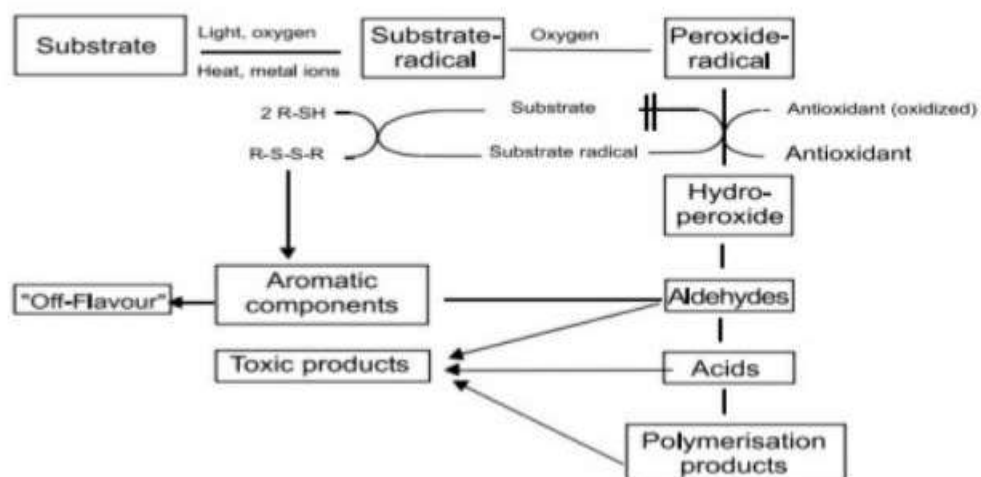 Substrate
Light, oxygen
Heat, metal ions
Substrate-
radical
Oxygen
Peroxide-
radical
2 R-SH
Substrate
Antioxidant (oxidized)
R-S-S-R
Substrate radical
Antioxidant
Hydro-
peroxide
"Off-Flavour"
Aromatic
components
Aldehydes
Toxic products
Acids
Polymerisation
products